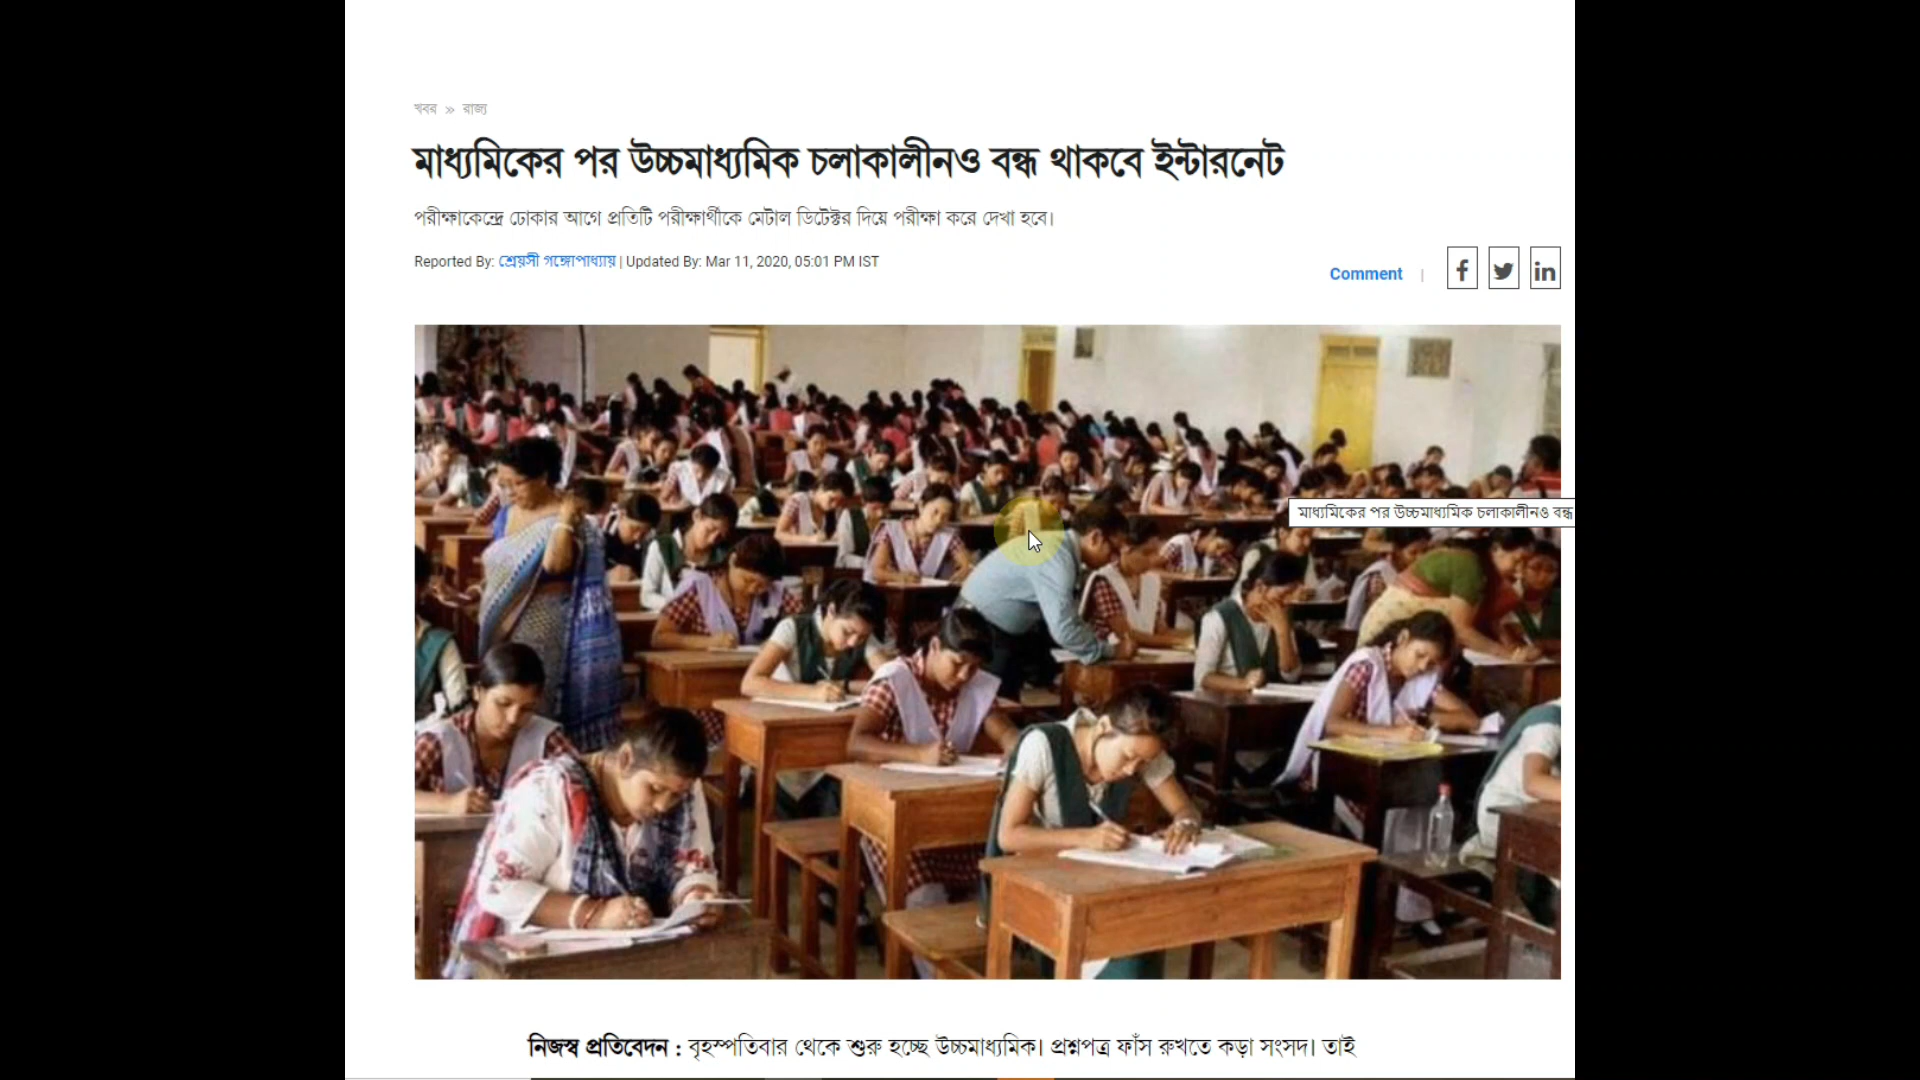 খবর » রাজ্য
মাধ্যমিকের পর উচ্চমাধ্যমিক চলাকালীনও বন্ধ থাকবে ইন্টারনেট
পরীক্ষাকেন্দ্রে ঢোকার আগে প্রতিটি পরীক্ষার্থীকে মেটাল ডিটেক্টর দিয়ে পরীক্ষা করে দেখা হবে।
Reported By: শ্রেয়সী গঙ্গোপাধ্যায় | Updated By: Mar 11, 2020, 05:01 PM IST
Comment |
মাধ্যমিকের পর উচ্চমাধ্যমিক চলাকালীনও বন্ধ
নিজস্ব প্রতিবেদন : বৃহস্পতিবার থেকে শুরু হচ্ছে উচ্চমাধ্যমিক। প্রশ্নপত্র ফাঁস রুখতে কড়া সংসদ। তাই